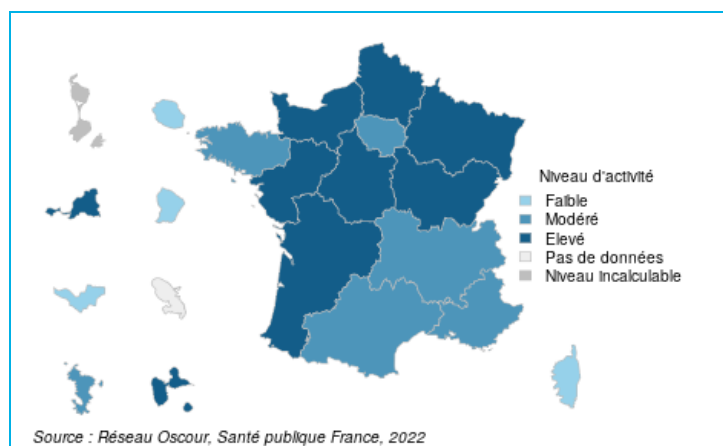 Niveau d'activité
Faible
Modéré
Elevé
Pas de données
Niveau incalculable
Source : Réseau Oscour, Santé publique France, 2022